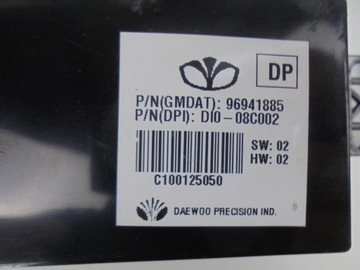 DP
P/N(GMDAT): 96941885
P/N(DPI): DI0-08C002
SW: 02
HW: 02
C100125050
DAEWOO PRECISION IND.